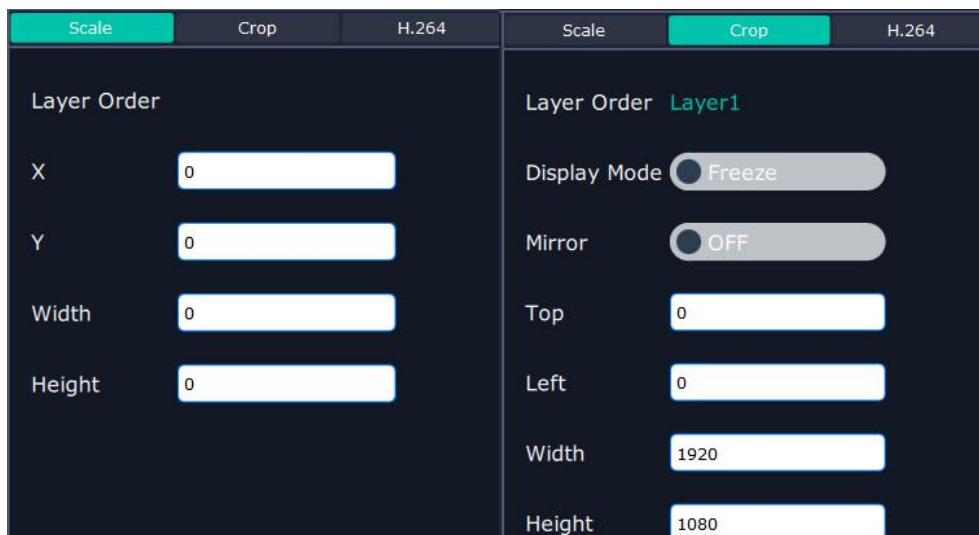 Scale Crop H.264
Layer Order
X 0
Y 0
Width 0
Height 0
Scale Crop H.264
Layer Order Layer1
Display Mode Freeze
Mirror OFF
Top 0
Left 0
Width 1920
Height 1080